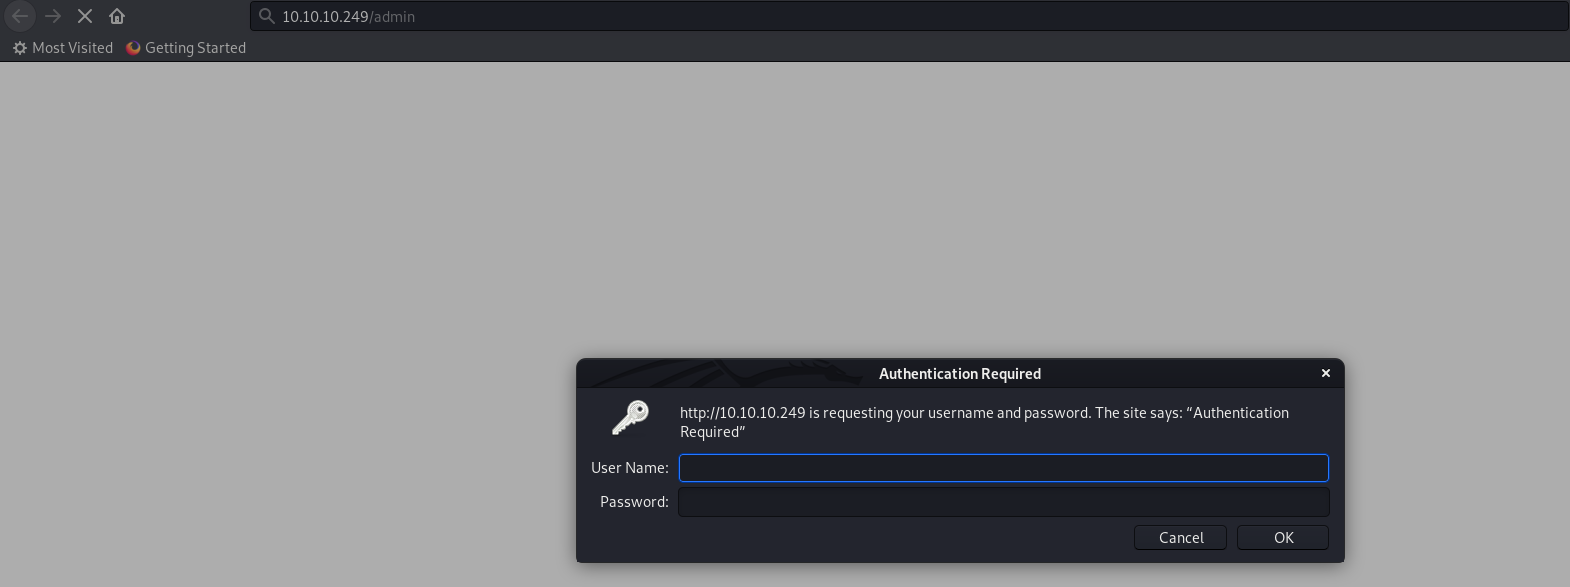 10.10.10.249/admin
Most Visited Getting Started
Authentication Required
http://10.10.10.249 is requesting your username and password. The site says: “Authentication
Required”
User Name:
Password:
Cancel OK